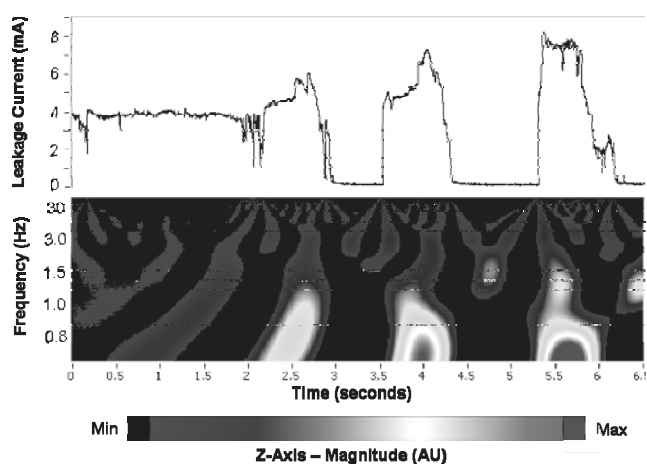 Leakage Current (mA)
8
6
4
2
0
Frequency (Hz)
30
3.0
1.5
1.0
0.8
0 0.5 1 1.5 2 2.5 3 3.5 4 4.5 5 5.5 6 6.5
Time (seconds)
Min Max
Z-Axis – Magnitude (AU)